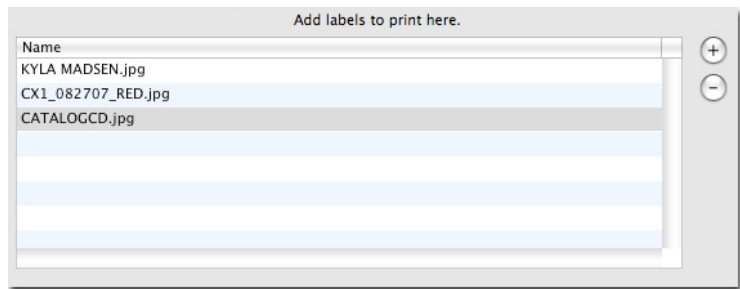 Add labels to print here.
Name
KYLA MADSEN.jpg
CX1_082707_RED.jpg
CATALOGCD.jpg
+
-